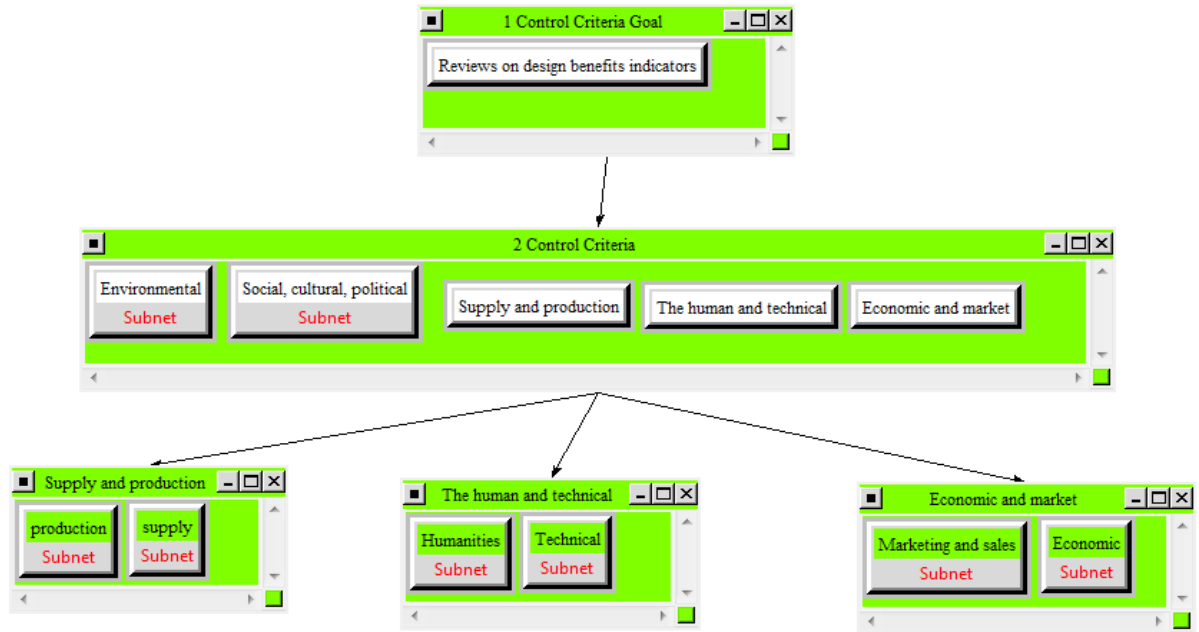 1 Control Criteria Goal
Reviews on design benefits indicators
2 Control Criteria
Environmental
Subnet
Social, cultural, political
Subnet
Supply and production
The human and technical
Economic and market
Supply and production
production
Subnet
supply
Subnet
The human and technical
Humanities
Subnet
Technical
Subnet
Economic and market
Marketing and sales
Subnet
Economic
Subnet